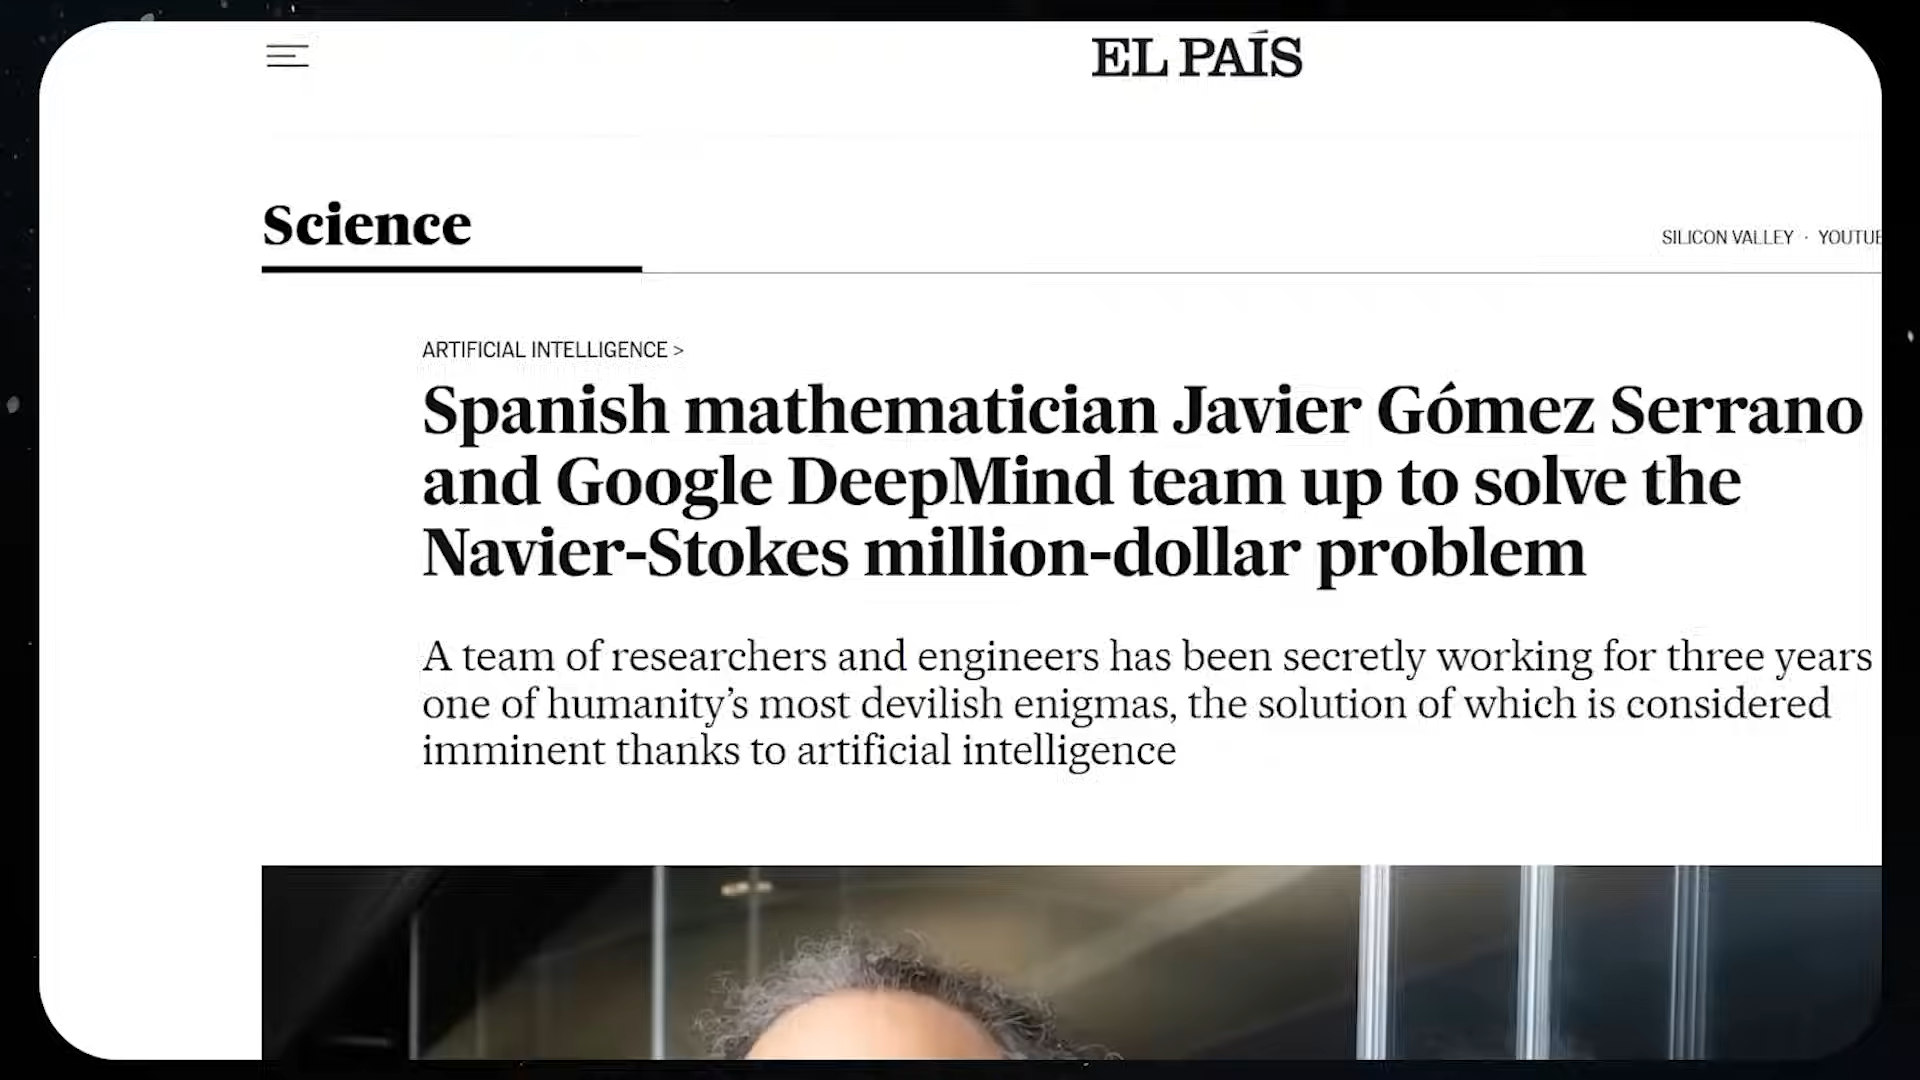 EL PAÍS
Science
SILICON VALLEY ·
ARTIFICIAL INTELLIGENCE >
Spanish mathematician Javier Gómez Serrano
and Google DeepMind team up to solve the
Navier-Stokes million-dollar problem
A team of researchers and engineers has been secretly working for three years
one of humanity’s most devilish enigmas, the solution of which is considered
imminent thanks to artificial intelligence